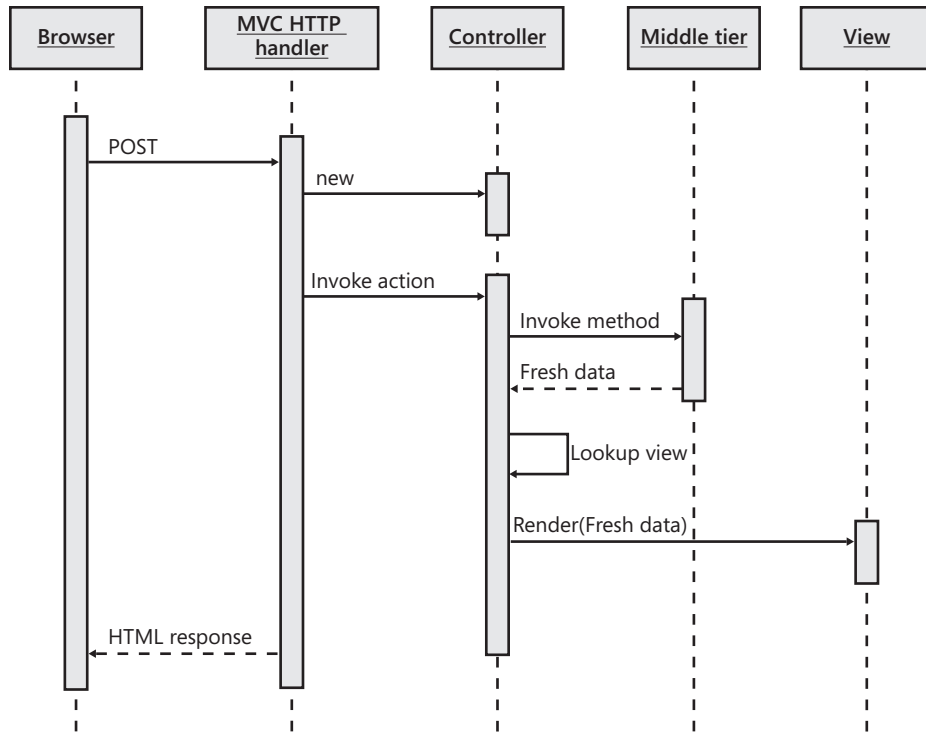 Browser
MVC HTTP
handler
Controller
Middle tier
View
POST
new
Invoke action
Invoke method
Fresh data
Lookup view
Render(Fresh data)
HTML response